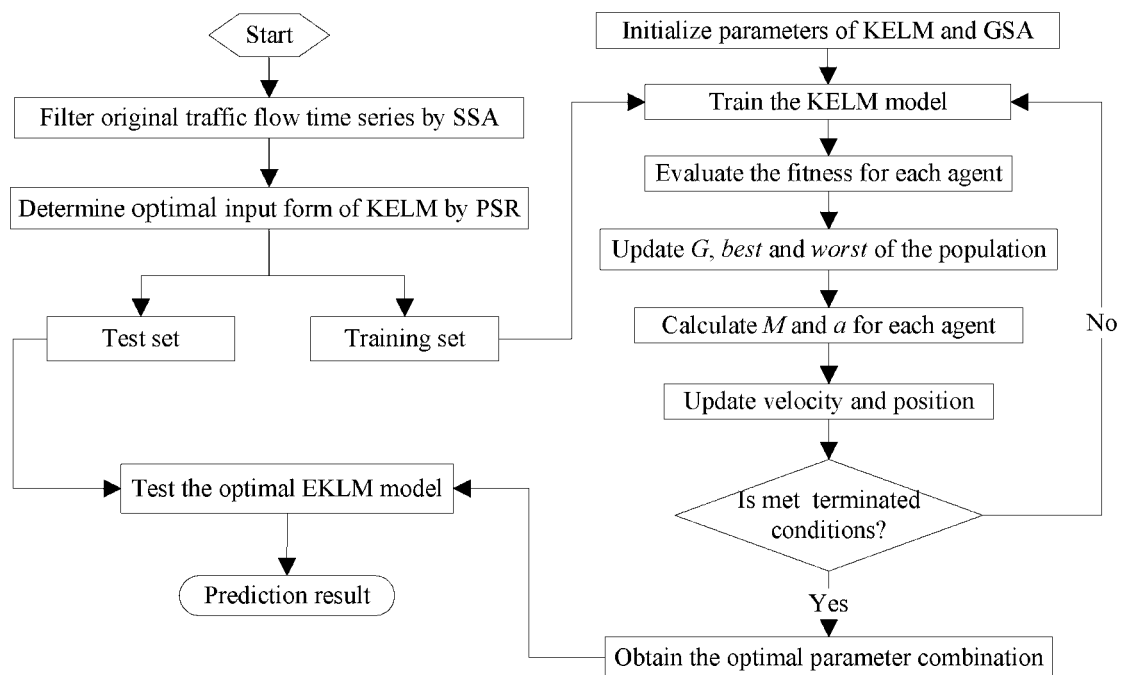 Start
Filter original traffic flow time series by SSA
Determine optimal input form of KELM by PSR
Test set
Training set
Test the optimal EKLM model
Prediction result
Initialize parameters of KELM and GSA
Train the KELM model
Evaluate the fitness for each agent
Update G, best and worst of the population
Calculate M and a for each agent
Update velocity and position
Is met terminated
conditions?
No
Yes
Obtain the optimal parameter combination